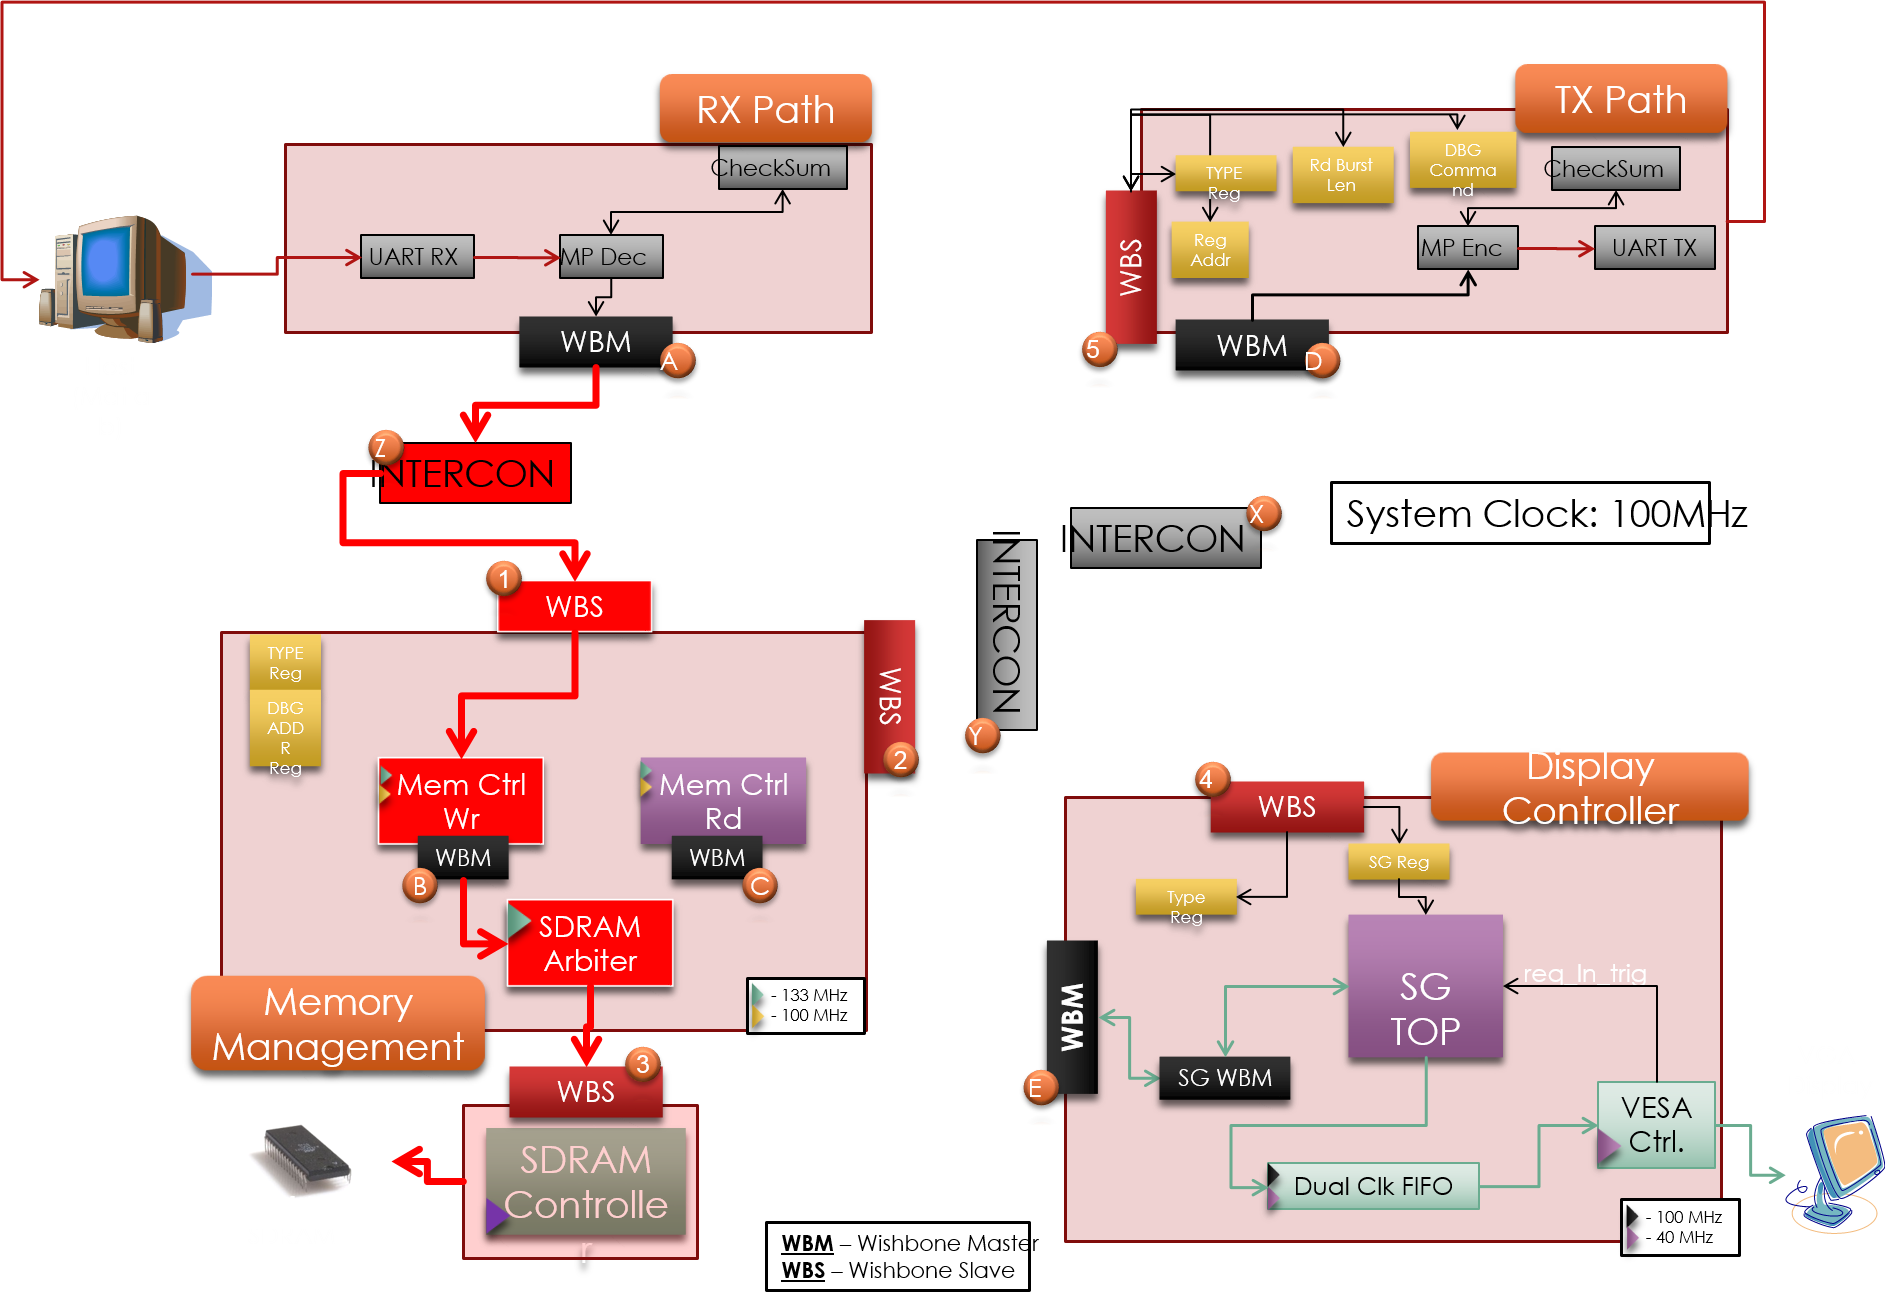 RX Path
CheckSum
UART RX
MP Dec
WBM
A
TX Path
TYPE
Reg
Rd Burst
Len
DBG
Comma
nd
CheckSum
Reg
Addr
MP Enc
UART TX
WBS
5
WBM
D
Z
INTERCON
INTERCON
X
INTERCON
Y
System Clock: 100MHz
1
WBS
TYPE
Reg
DBG
ADD
R
Reg
WBS
2
Mem Ctrl
Wr
WBM
B
Mem Ctrl
Rd
WBM
C
SDRAM
Arbiter
- 133 MHz
- 100 MHz
Memory
Management
3
WBS
SDRAM
Controlle
r
WBM – Wishbone Master
WBS – Wishbone Slave
Display
Controller
4
WBS
SG Reg
Type
Reg
WBM
E
SG
TOP
req_ln_trig
SG WBM
VESA
Ctrl.
Dual Clk FIFO
- 100 MHz
- 40 MHz